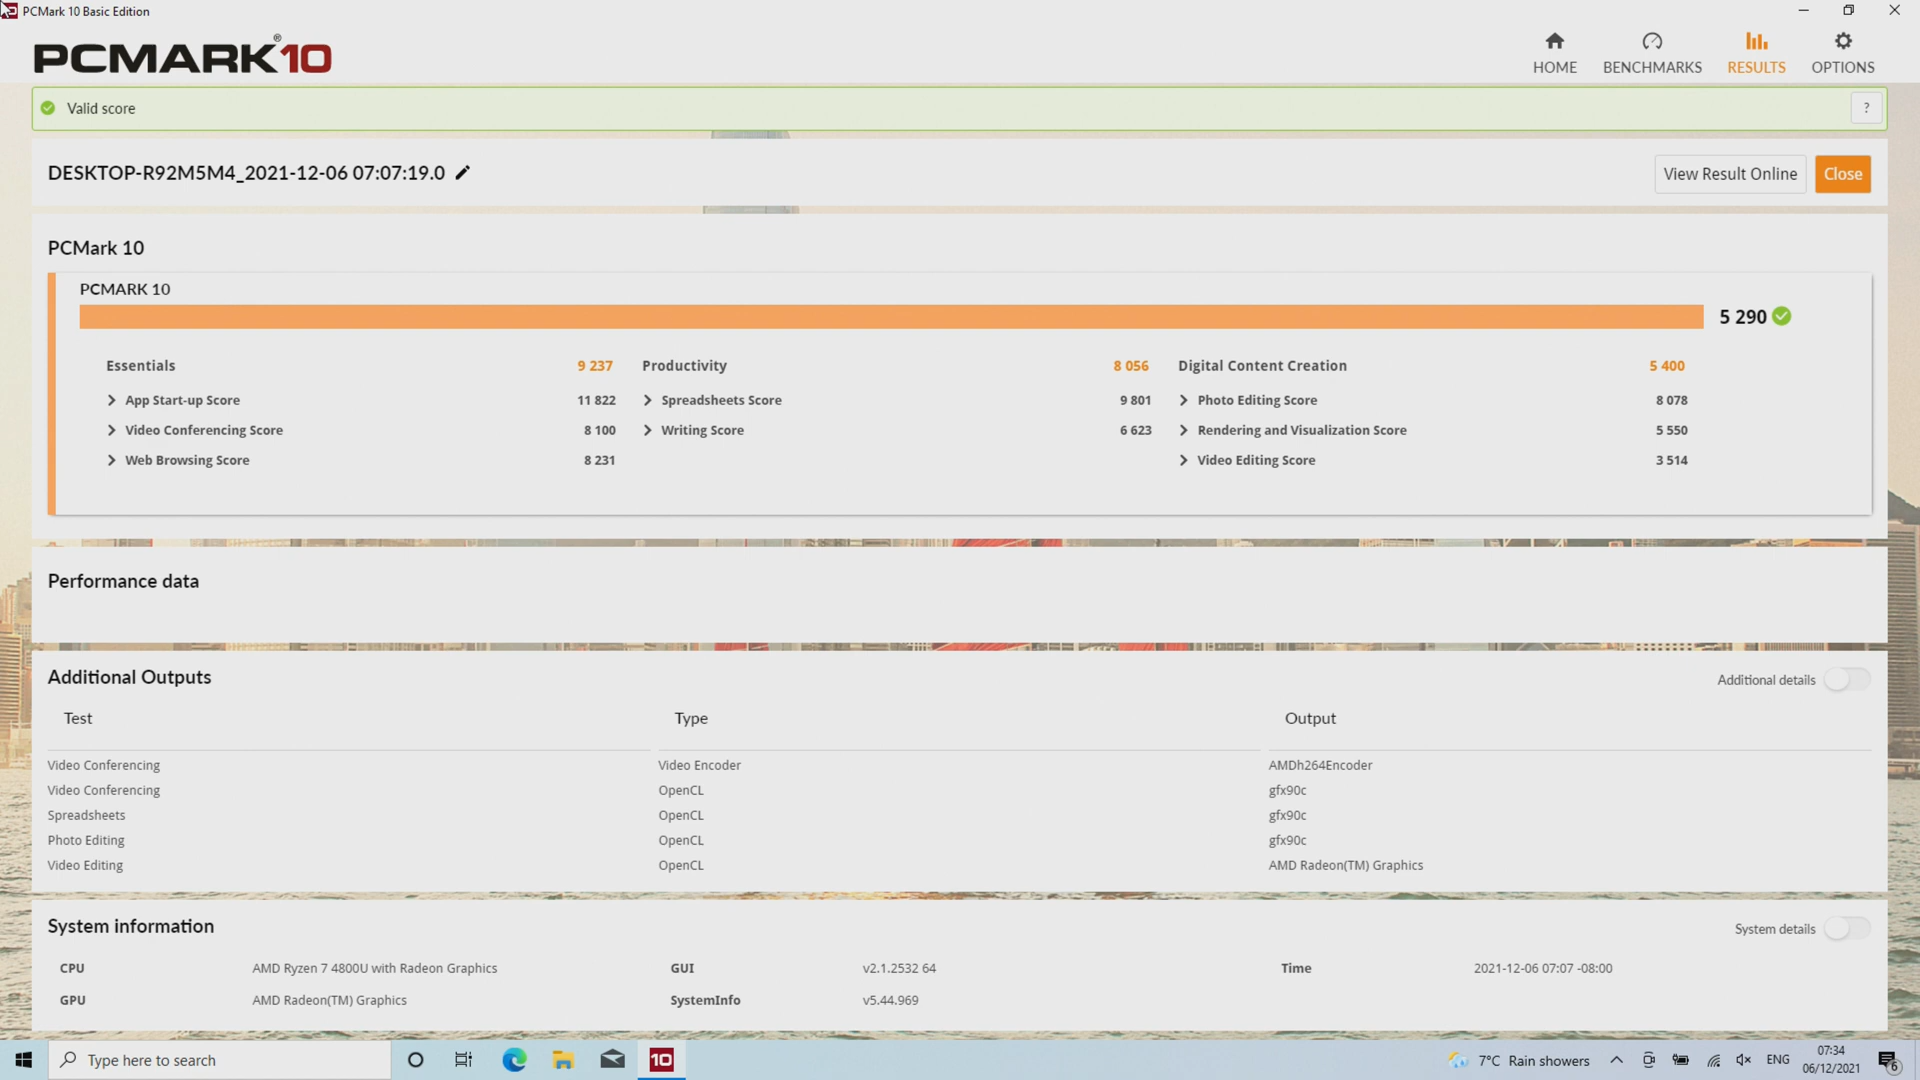 PCMark 10 Basic Edition
PCMARK®10
HOME BENCHMARKS RESULTS OPTIONS
Valid score ?
DESKTOP-R92M5M4_2021-12-06 07:07:19.0
View Result Online Close
PCMark 10
PCMARK 10
5 290
Essentials 9 237 Productivity 8 056 Digital Content Creation 5 400
App Start-up Score 11 822 Spreadsheets Score 9 801 Photo Editing Score 8 078
Video Conferencing Score 8 100 Writing Score 6 623 Rendering and Visualization Score 5 550
Web Browsing Score 8 231 Video Editing Score 3 514
Performance data
Additional Outputs Additional details
Test Type Output
Video Conferencing Video Encoder AMDh264Encoder
Video Conferencing OpenCL gfx90c
Spreadsheets OpenCL gfx90c
Photo Editing OpenCL gfx90c
Video Editing OpenCL AMD Radeon(TM) Graphics
System information System details
CPU AMD Ryzen 7 4800U with Radeon Graphics GUI v2.1.2532 64 Time 2021-12-06 07:07 -08:00
GPU AMD Radeon(TM) Graphics SystemInfo v5.44.969
Type here to search 10 7°C Rain showers ENG 07:34
06/12/2021 6